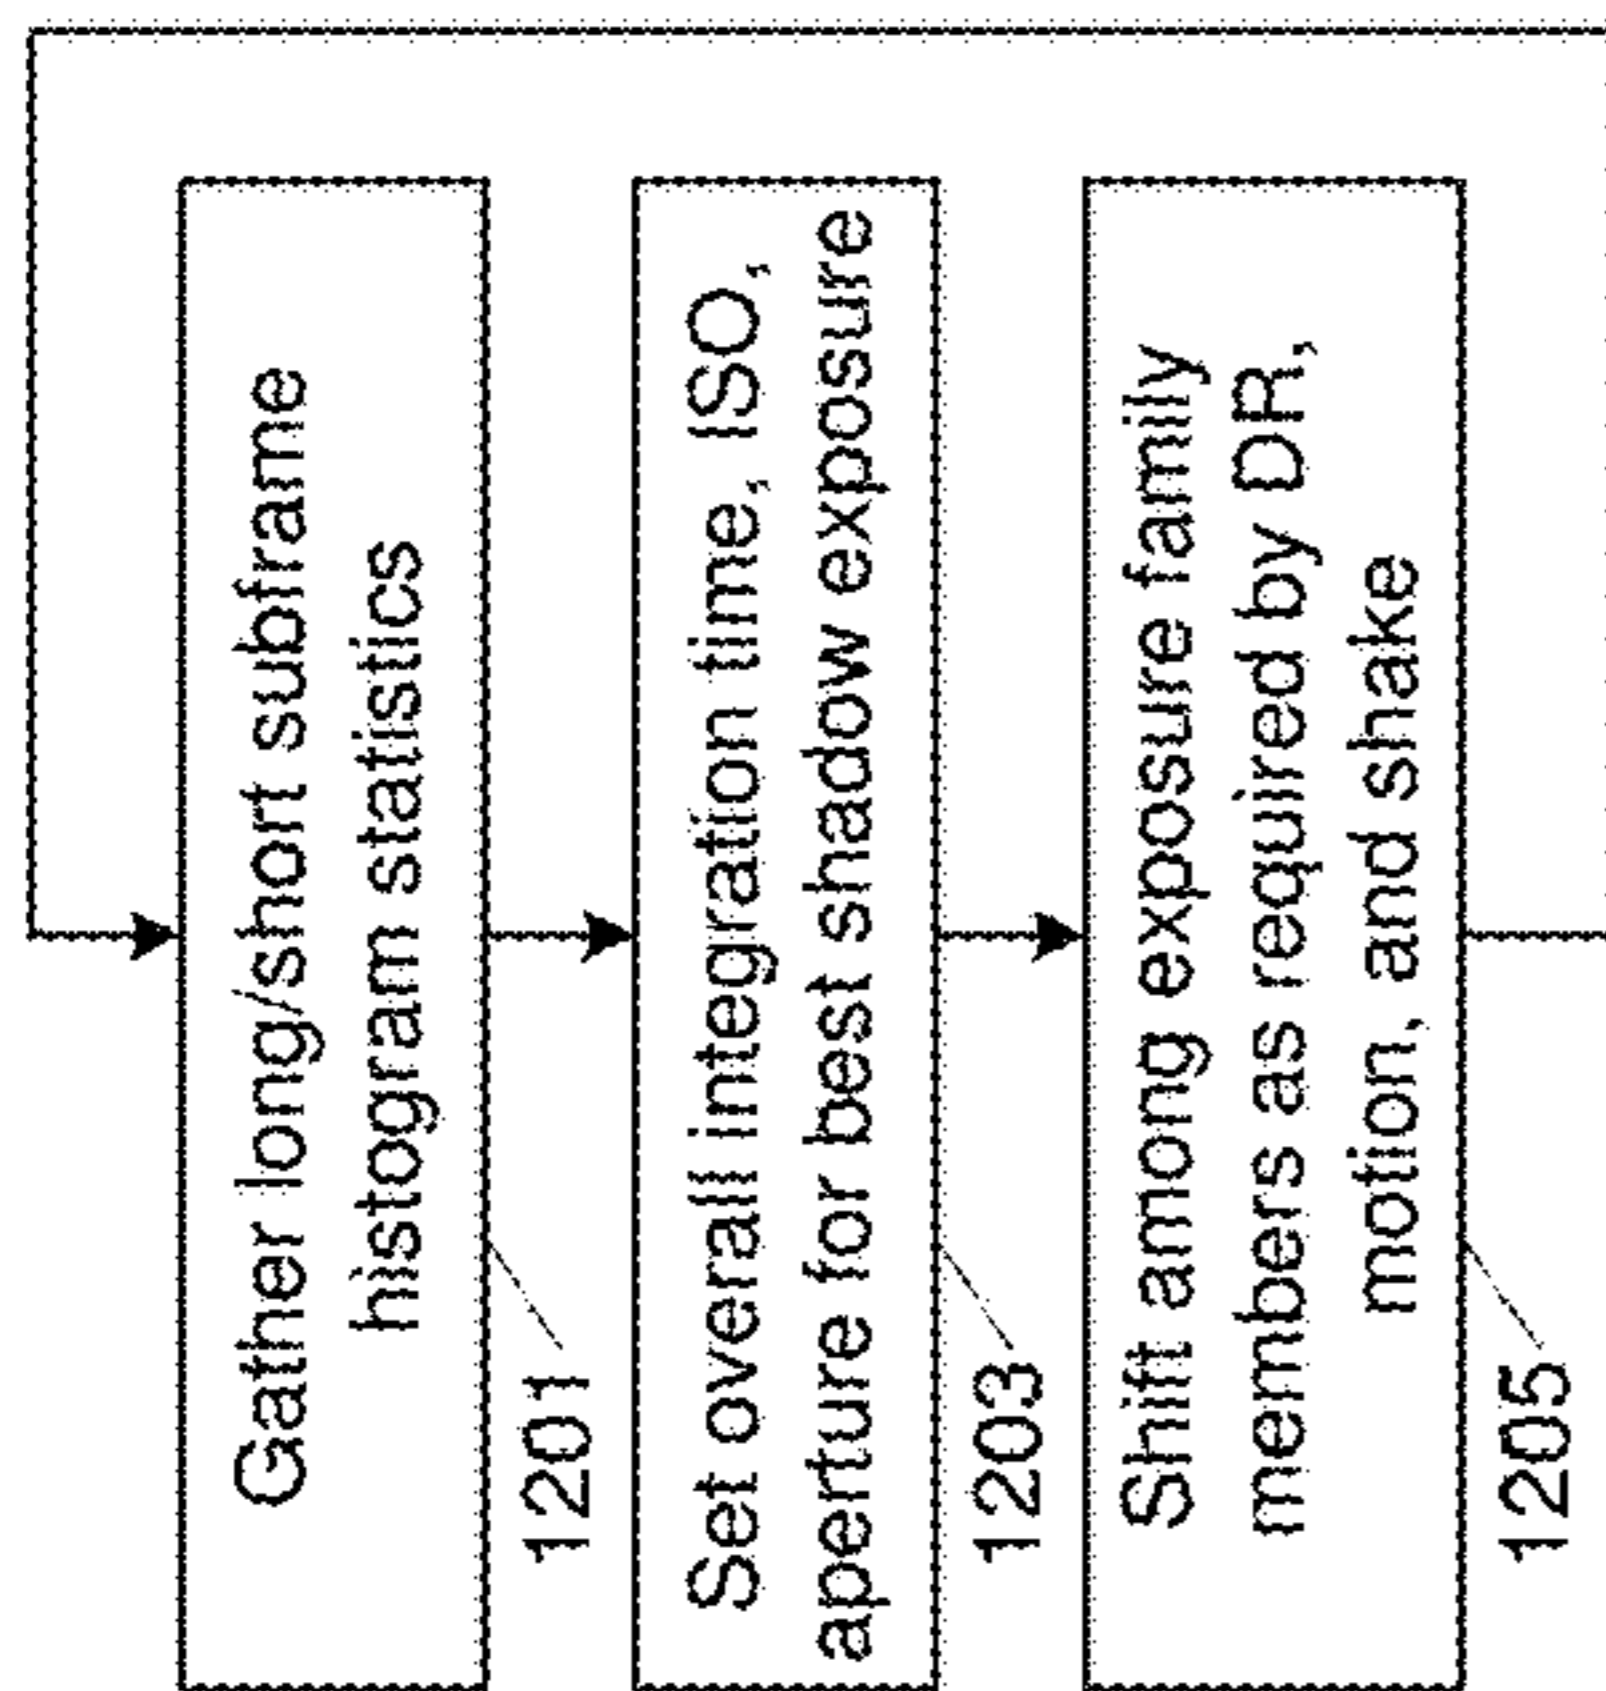 Gather long/short subframe
histogram statistics
1201
Set overall integration time, ISO,
aperture for best shadow exposure
1203
Shift among exposure family
members as required by DR,
motion, and shake
1205